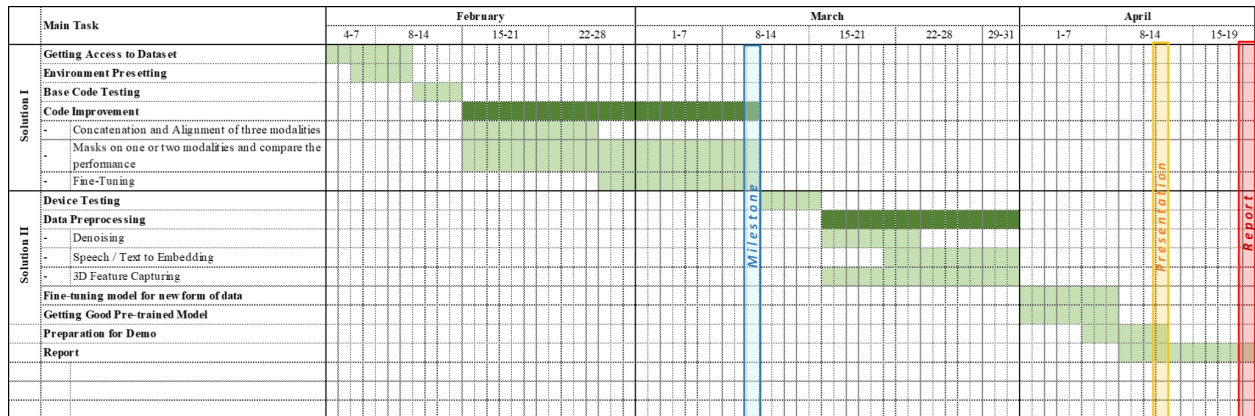 Main Task
February
March
April
4-7
8-14
15-21
22-28
1-7
8-14
15-21
22-28
29-31
1-7
8-14
15-19
Solution I
Getting Access to Dataset
Environment Presetting
Base Code Testing
Code Improvement
- Concatenation and Alignment of three modalities
- Masks on one or two modalities and compare the
performance
- Fine-Tuning
Solution II
Device Testing
Data Preprocessing
- Denoising
- Speech / Text to Embedding
- 3D Feature Capturing
Fine-tuning model for new form of data
Getting Good Pre-trained Model
Preparation for Demo
Report
Milestone
Presentation
Report